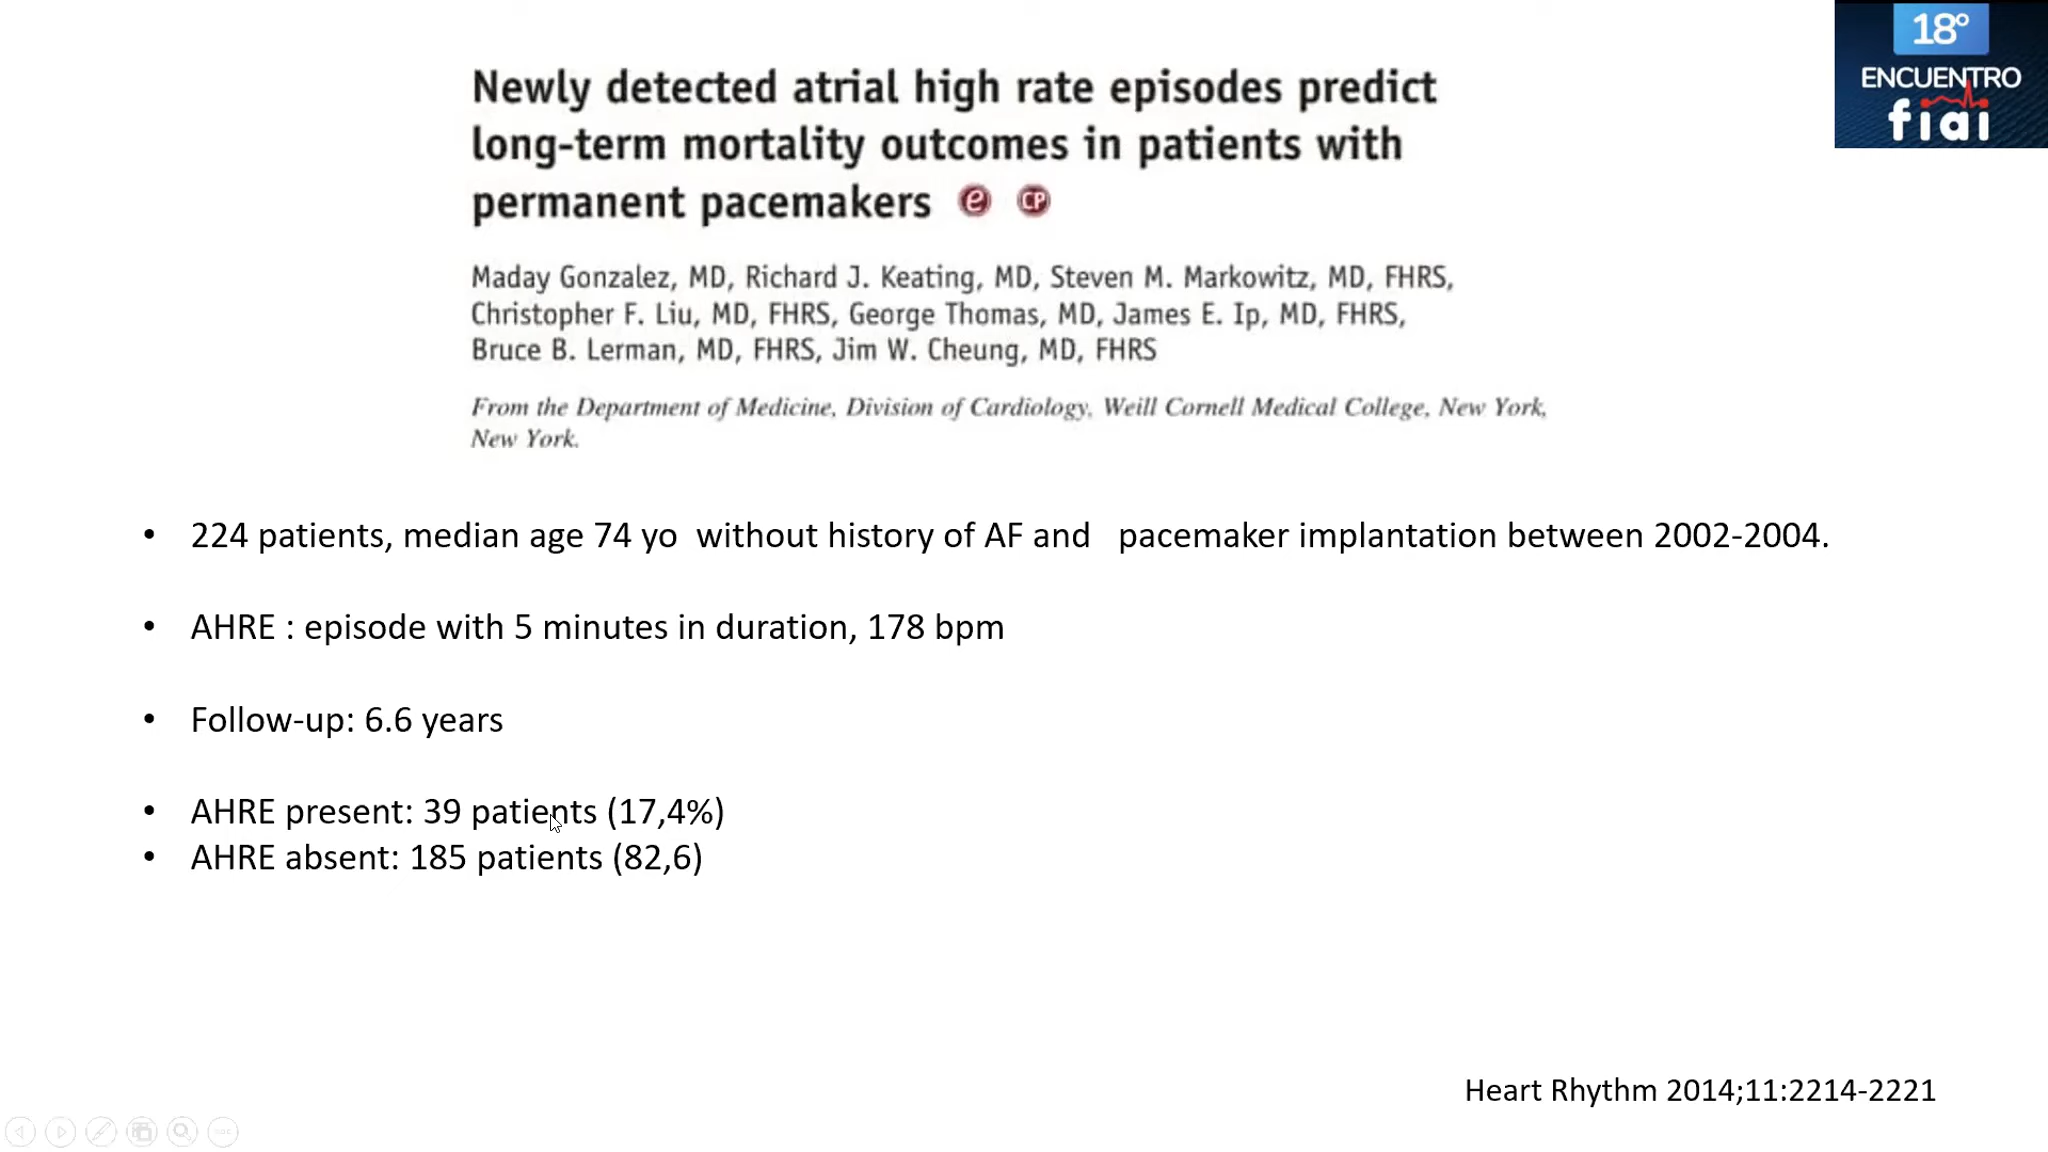 18°
ENCUENTRO
fiai
Newly detected atrial high rate episodes predict
long-term mortality outcomes in patients with
permanent pacemakers e CP
Maday Gonzalez, MD, Richard J. Keating, MD, Steven M. Markowitz, MD, FHRS,
Christopher F. Liu, MD, FHRS, George Thomas, MD, James E. Ip, MD, FHRS,
Bruce B. Lerman, MD, FHRS, Jim W. Cheung, MD, FHRS
From the Department of Medicine, Division of Cardiology, Weill Cornell Medical College, New York,
New York.
• 224 patients, median age 74 yo without history of AF and pacemaker implantation between 2002-2004.
• AHRE : episode with 5 minutes in duration, 178 bpm
• Follow-up: 6.6 years
• AHRE present: 39 patients (17,4%)
• AHRE absent: 185 patients (82,6)
Heart Rhythm 2014;11:2214-2221